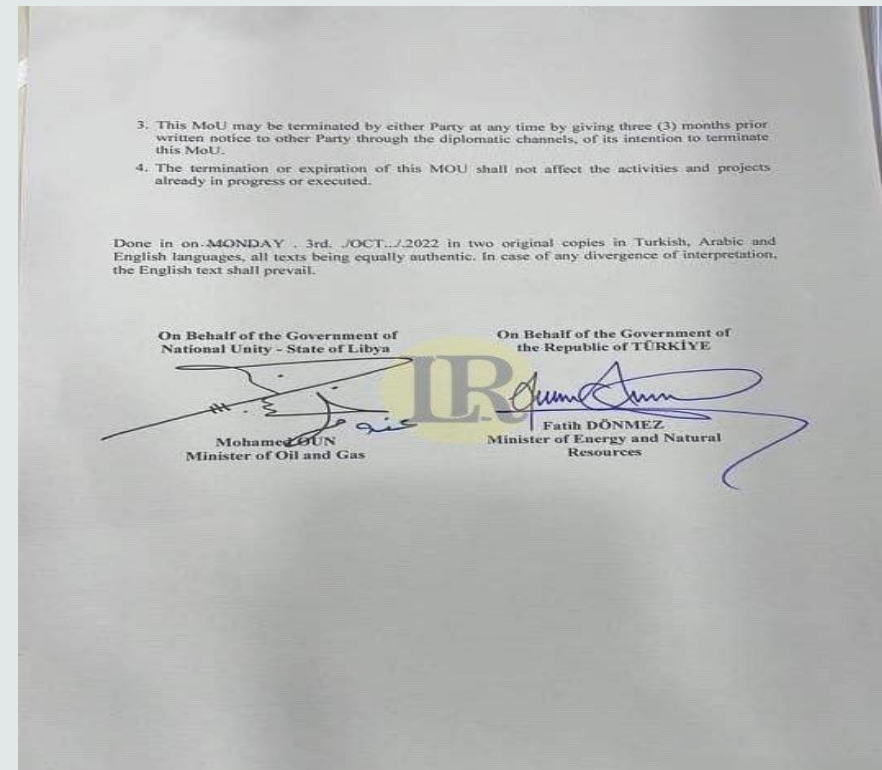 3. This MoU may be terminated by either Party at any time by giving three (3) months prior
written notice to other Party through the diplomatic channels, of its intention to terminate
this MoU.
4. The termination or expiration of this MOU shall not affect the activities and projects
already in progress or executed.
Done in on.MONDAY . 3rd. ./OCT../.2022 in two original copies in Turkish, Arabic and
English languages, all texts being equally authentic. In case of any divergence of interpretation,
the English text shall prevail.
On Behalf of the Government of
National Unity - State of Libya
On Behalf of the Government of
the Republic of TÜRKİYE
LR
Mohamed OUN
Minister of Oil and Gas
Fatih DÖNMEZ
Minister of Energy and Natural
Resources